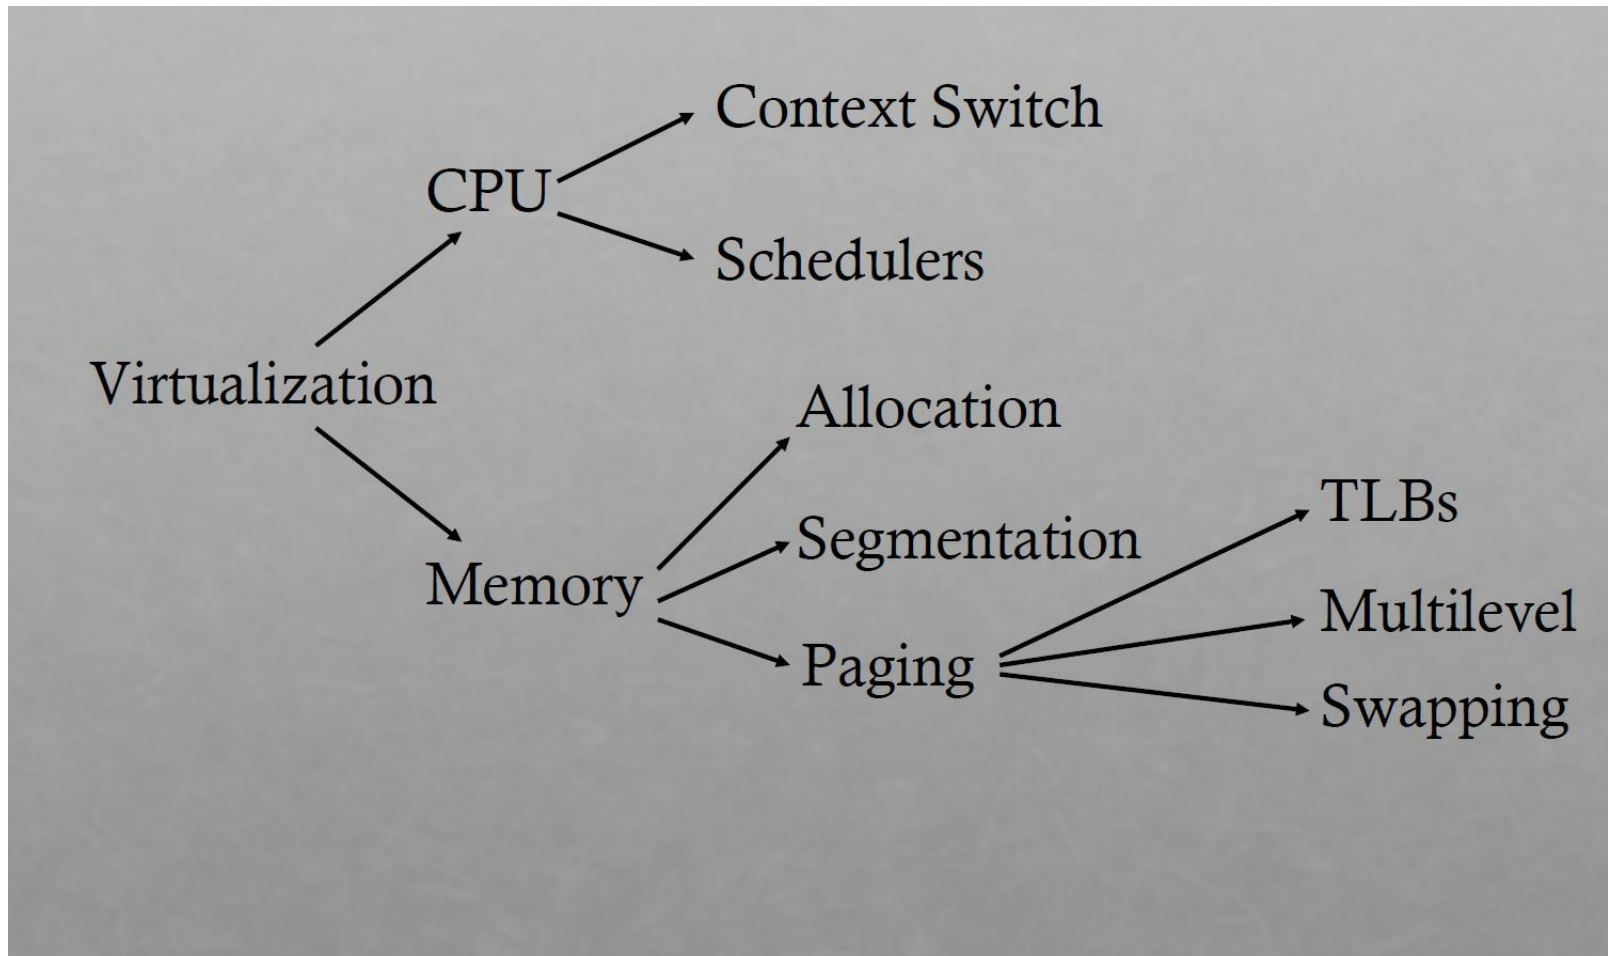 Context Switch
CPU
Schedulers
Virtualization
Allocation
TLBs
Segmentation
Memory
Multilevel
Paging
Swapping